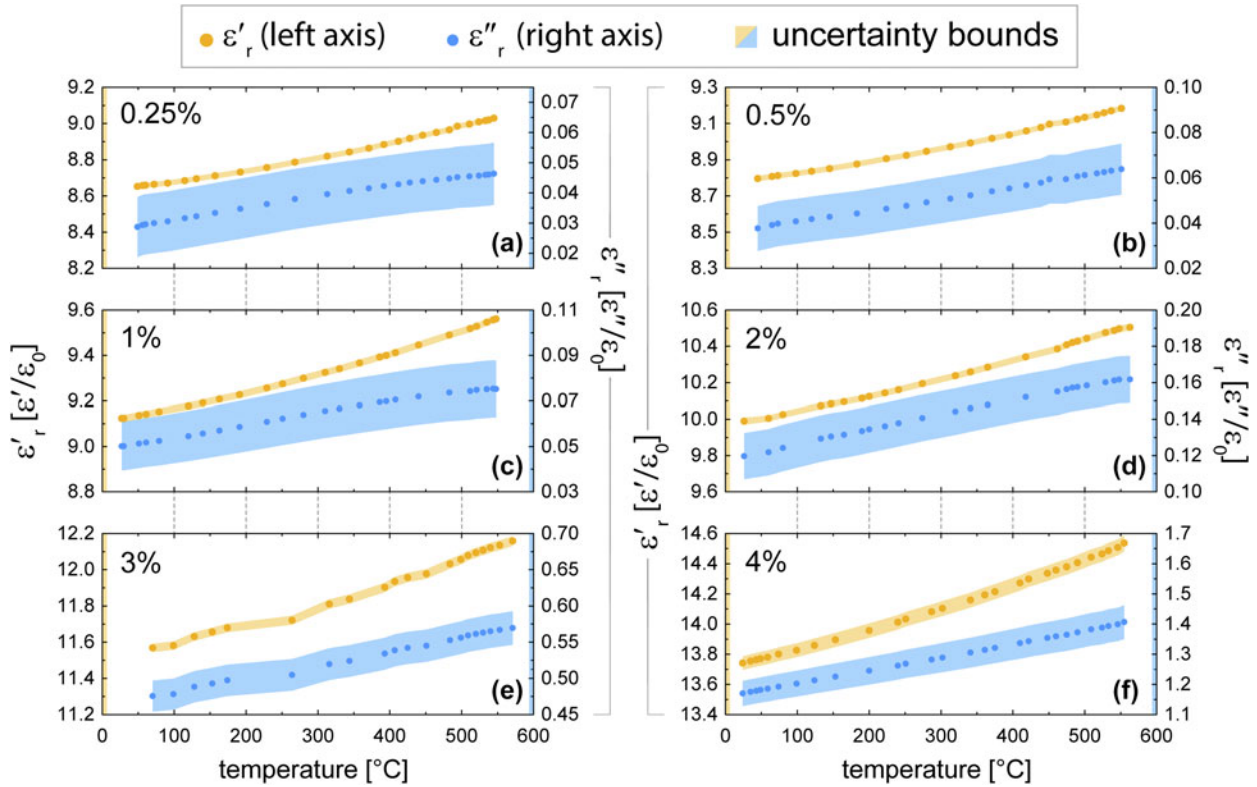 ε′r (left axis) ε″r (right axis) uncertainty bounds
9.2 9.0 8.8 8.6 8.4 8.2
0.25%
(a)
0.07 0.06 0.05 0.04 0.03 0.02
9.3 9.1 8.9 8.7 8.5 8.3
0.5%
(b)
0.10 0.08 0.06 0.04 0.02
9.6 9.4 9.2 9.0 8.8
1%
(c)
0.11 0.09 0.07 0.05 0.03
10.6 10.4 10.2 10.0 9.8 9.6
2%
(d)
0.20 0.18 0.16 0.14 0.12 0.10
12.2 12.0 11.8 11.6 11.4 11.2
3%
(e)
0.70 0.65 0.60 0.55 0.50 0.45
14.6 14.4 14.2 14.0 13.8 13.6 13.4
4%
(f)
1.7 1.6 1.5 1.4 1.3 1.2 1.1
ε′r [ε′/ε0]
ε″r [ε″/ε0]
ε′r [ε′/ε0]
ε″r [ε″/ε0]
0 100 200 300 400 500 600
0 100 200 300 400 500 600
temperature [°C]
temperature [°C]